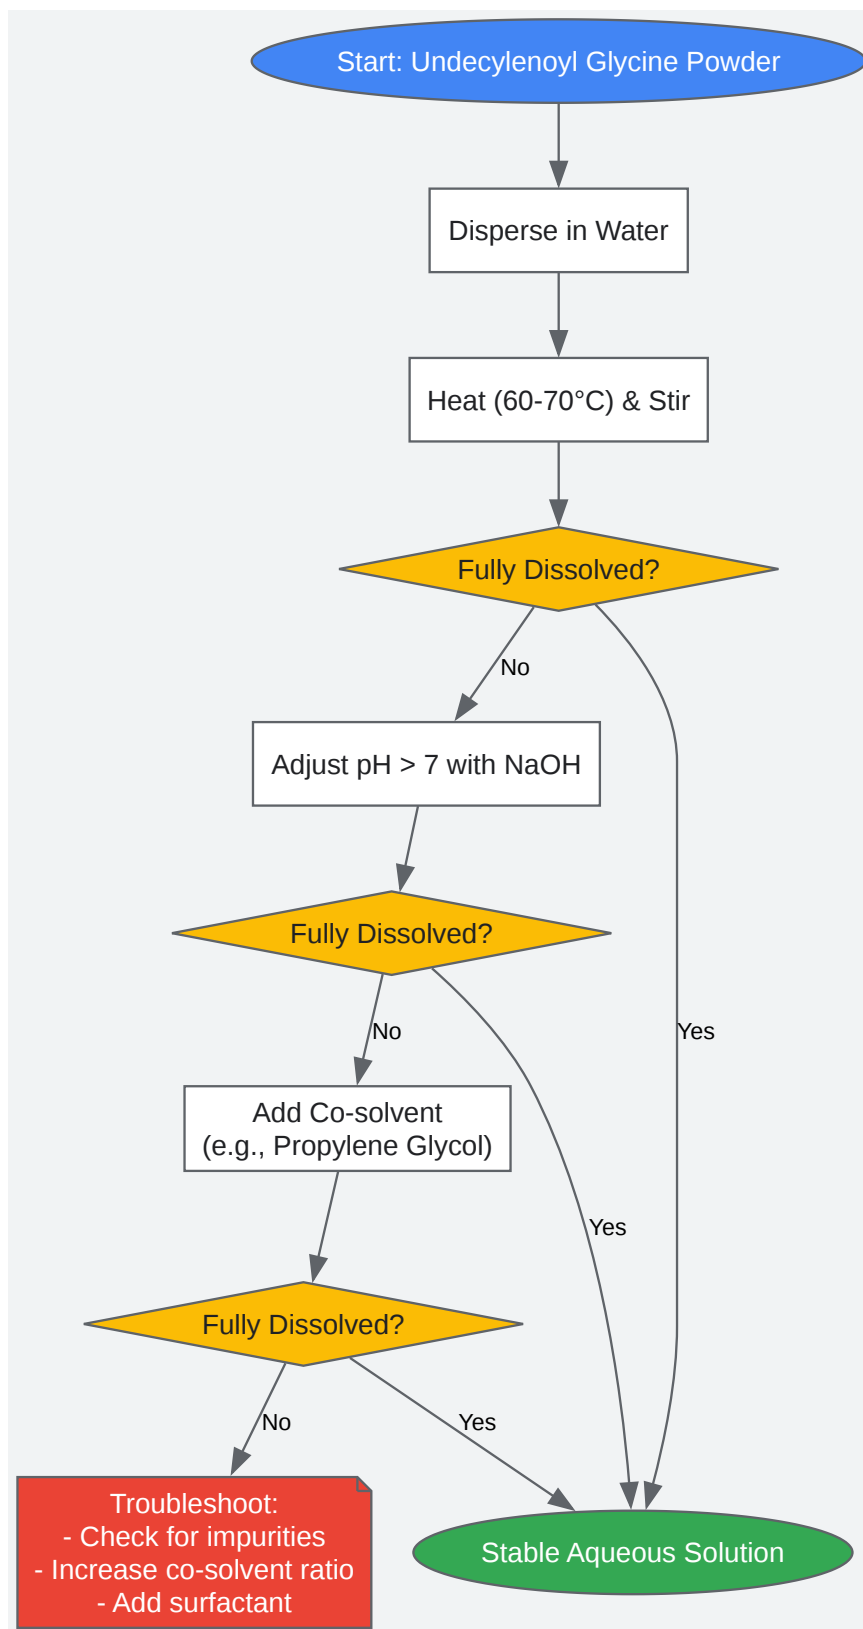 Start: Undecylenoyl Glycine Powder
Disperse in Water
Heat (60-70°C) & Stir
Fully Dissolved?
No
Adjust pH > 7 with NaOH
Fully Dissolved?
No
Yes
Add Co-solvent
(e.g., Propylene Glycol)
Yes
Fully Dissolved?
No
Yes
Troubleshoot:
- Check for impurities
- Increase co-solvent ratio
- Add surfactant
Stable Aqueous Solution